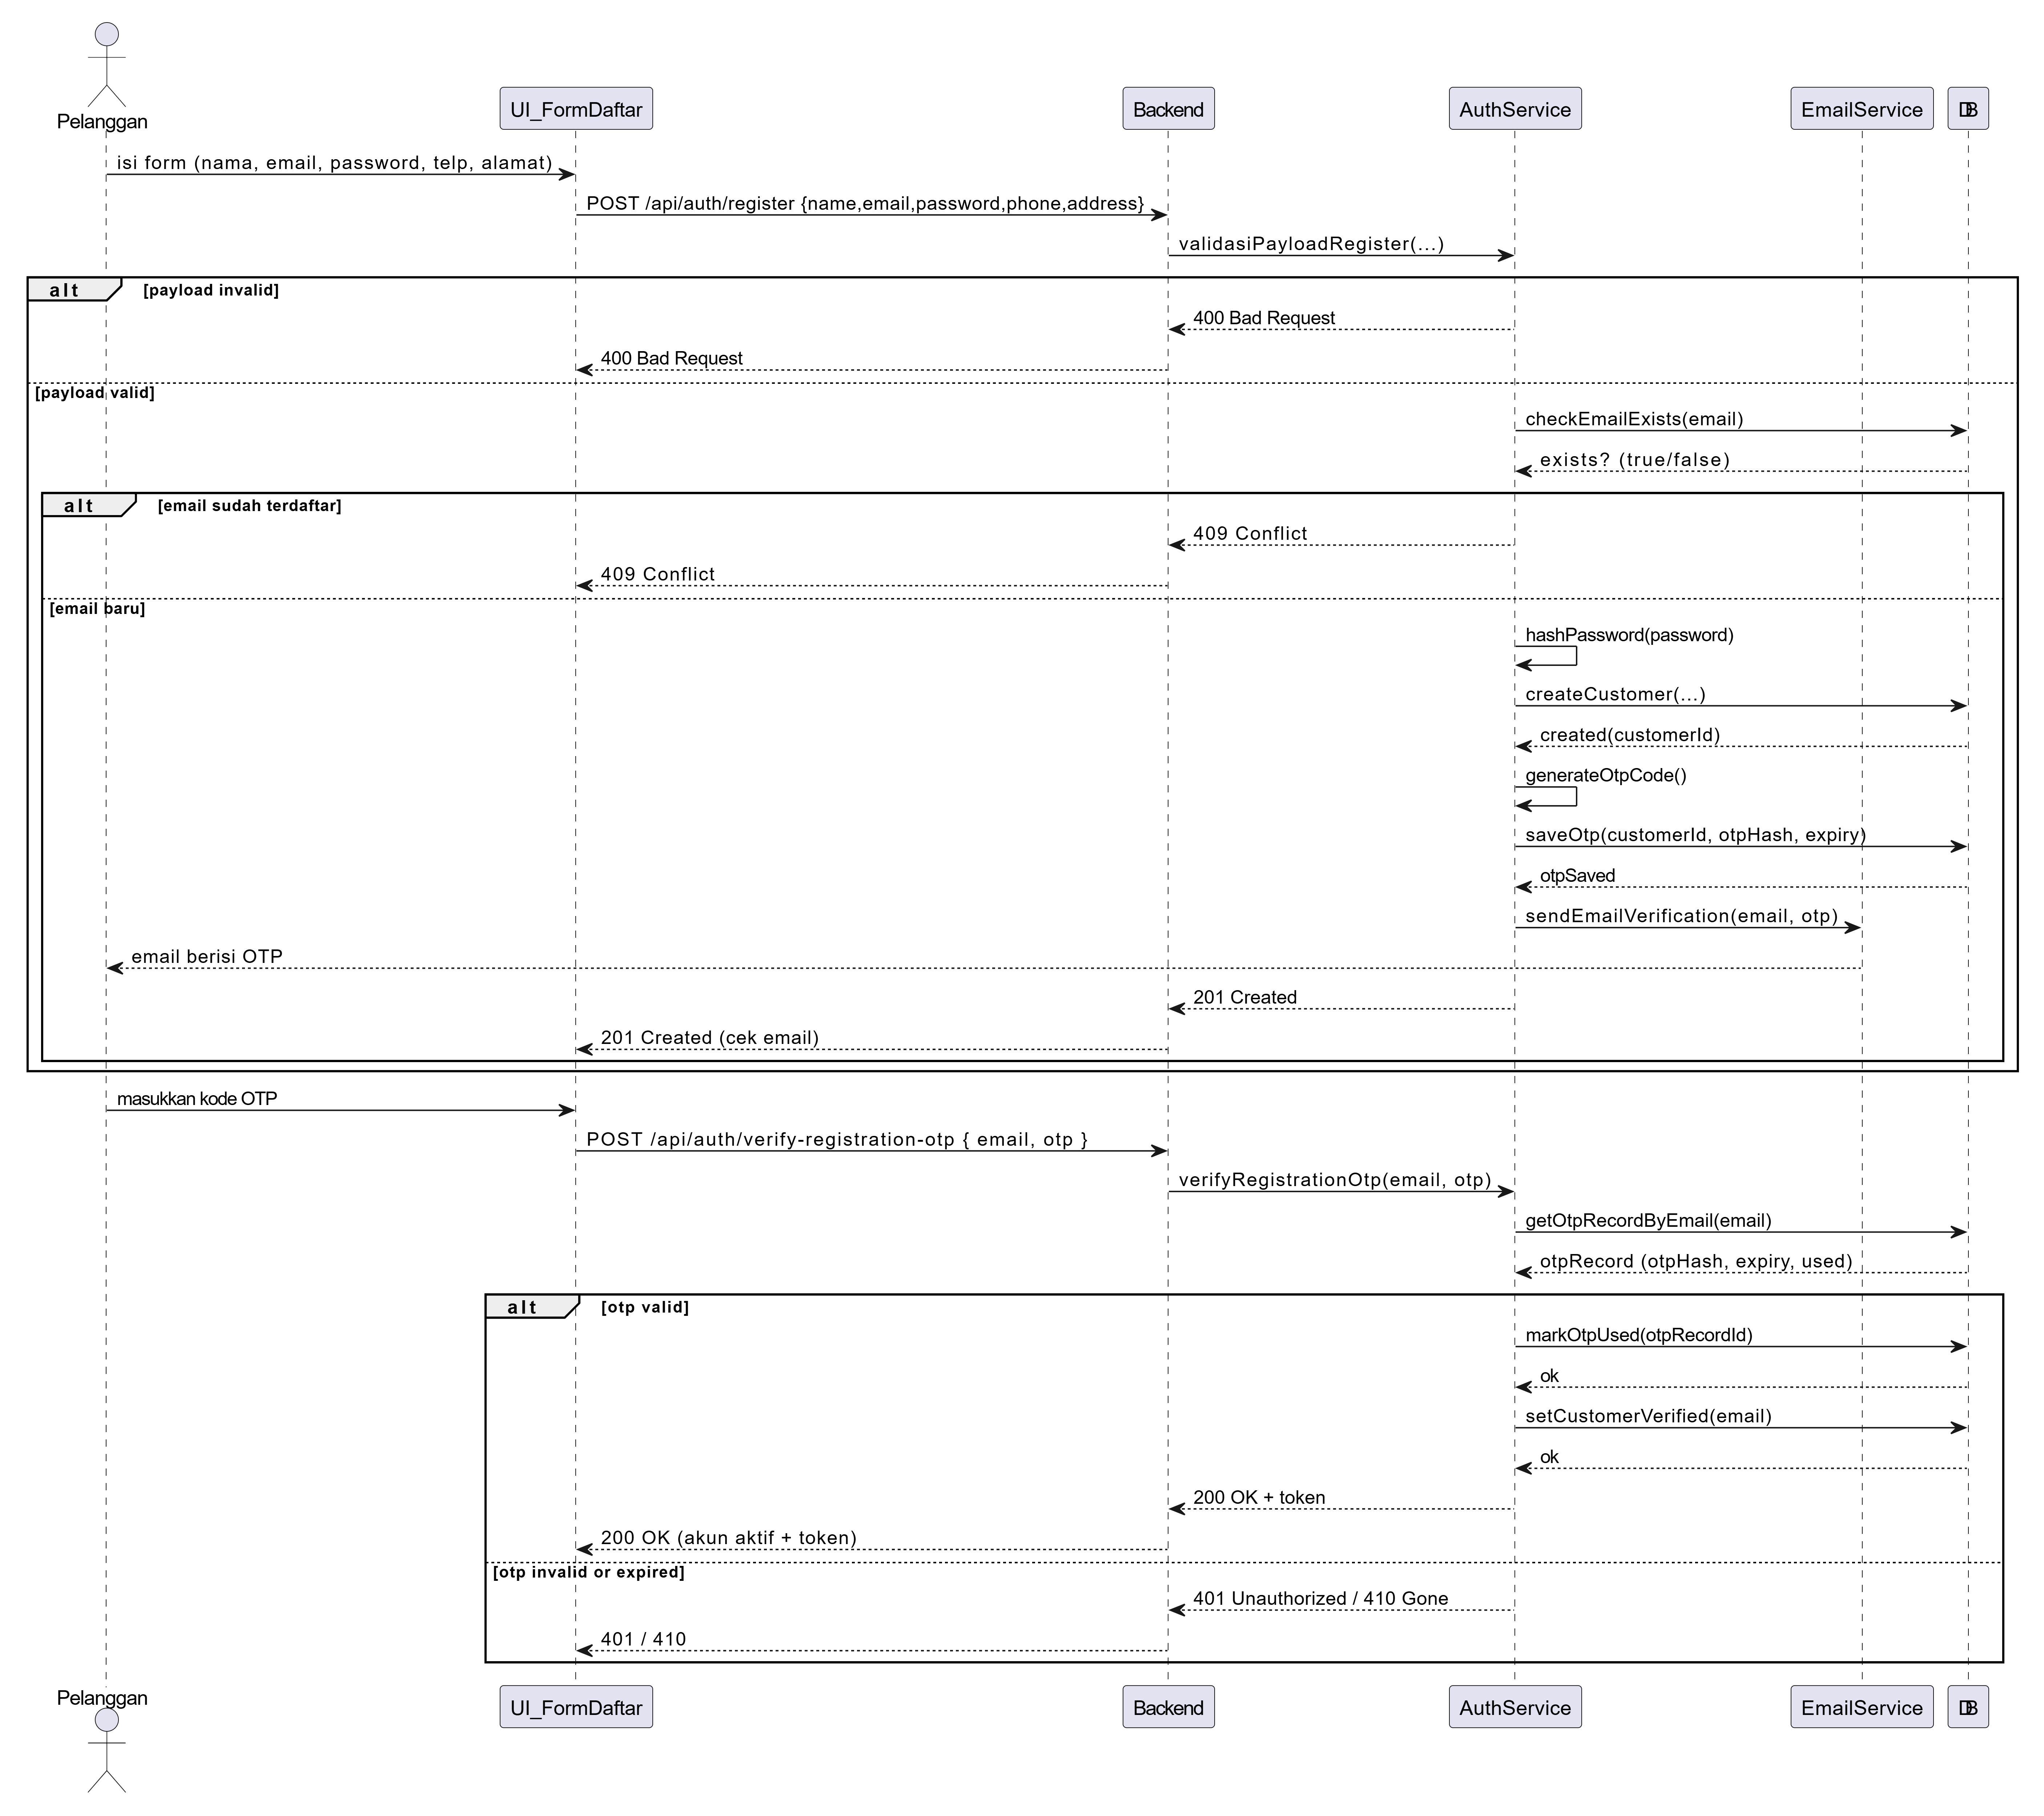 Pelanggan
UI_FormDaftar
Backend
AuthService
EmailService
DB
isi form (nama, email, password, telp, alamat)
POST /api/auth/register {name,email,password,phone,address}
validasiPayloadRegister(...)
alt [payload invalid]
400 Bad Request
400 Bad Request
[payload valid]
checkEmailExists(email)
exists? (true/false)
alt [email sudah terdaftar]
409 Conflict
409 Conflict
[email baru]
hashPassword(password)
createCustomer(...)
created(customerId)
generateOtpCode()
saveOtp(customerId, otpHash, expiry)
otpSaved
sendEmailVerification(email, otp)
email berisi OTP
201 Created
201 Created (cek email)
masukkan kode OTP
POST /api/auth/verify-registration-otp { email, otp }
verifyRegistrationOtp(email, otp)
getOtpRecordByEmail(email)
otpRecord (otpHash, expiry, used)
alt [otp valid]
markOtpUsed(otpRecordId)
ok
setCustomerVerified(email)
ok
200 OK + token
200 OK (akun aktif + token)
[otp invalid or expired]
401 Unauthorized / 410 Gone
401 / 410
Pelanggan
UI_FormDaftar
Backend
AuthService
EmailService
DB